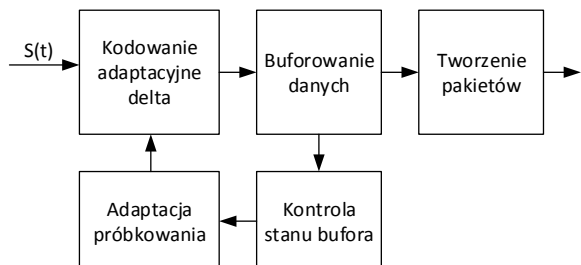 S(t)
Kodowanie
adaptacyjne
delta
Buforowanie
danych
Tworzenie
pakietów
Adaptacja
próbkowania
Kontrola
stanu bufora